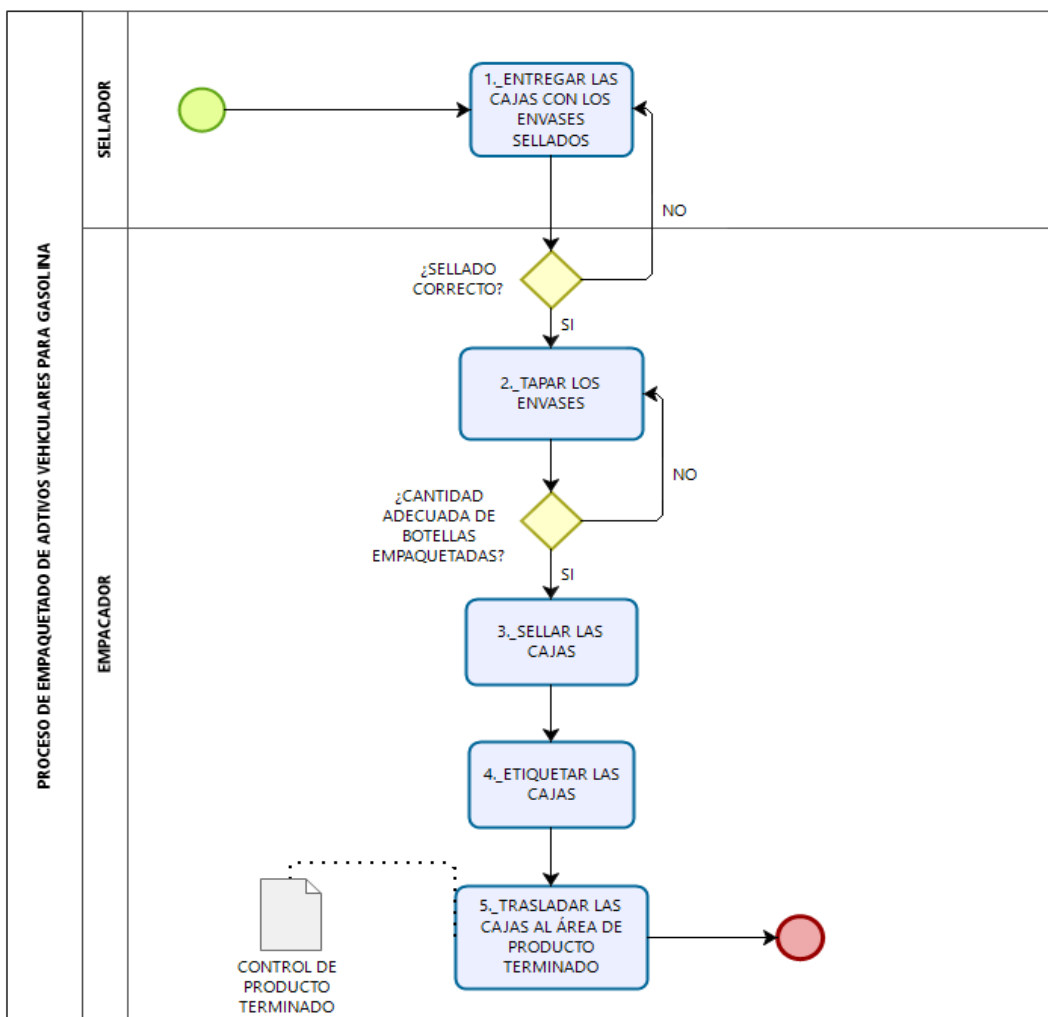 PROCESO DE EMPAQUETADO DE ADTIVOS VEHICULARES PARA GASOLINA
SELLADOR
1._ENTREGAR LAS
CAJAS CON LOS
ENVASES
SELLADOS
NO
EMPACADOR
¿SELLADO
CORRECTO?
SI
2._TAPAR LOS
ENVASES
NO
¿CANTIDAD
ADECUADA DE
BOTELLAS
EMPAQUETADAS?
SI
3._SELLAR LAS
CAJAS
4._ETIQUETAR LAS
CAJAS
5._TRASLADAR LAS
CAJAS AL ÁREA DE
PRODUCTO
TERMINADO
CONTROL DE
PRODUCTO
TERMINADO